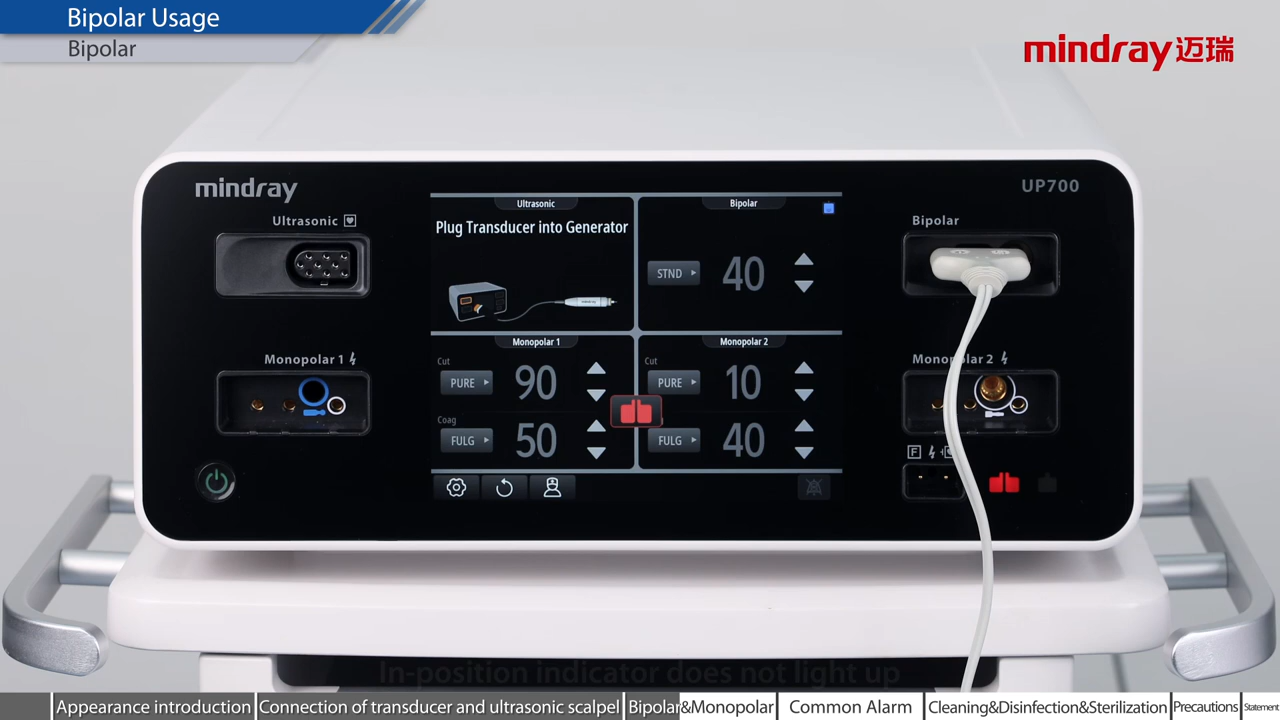 Bipolar Usage
Bipolar
mindray迈瑞
mindray
UP700
Ultrasonic
Bipolar
Monopolar 1
Monopolar 2
Ultrasonic
Plug Transducer into Generator
Bipolar
STND
40
Monopolar 1
Cut
PURE
90
Coag
FULG
50
Monopolar 2
Cut
PURE
10
FULG
40
F
In-position indicator does not light up
Appearance introduction
Connection of transducer and ultrasonic scalpel
Bipolar&Monopolar
Common Alarm
Cleaning&Disinfection&Sterilization
Precautions
Statement